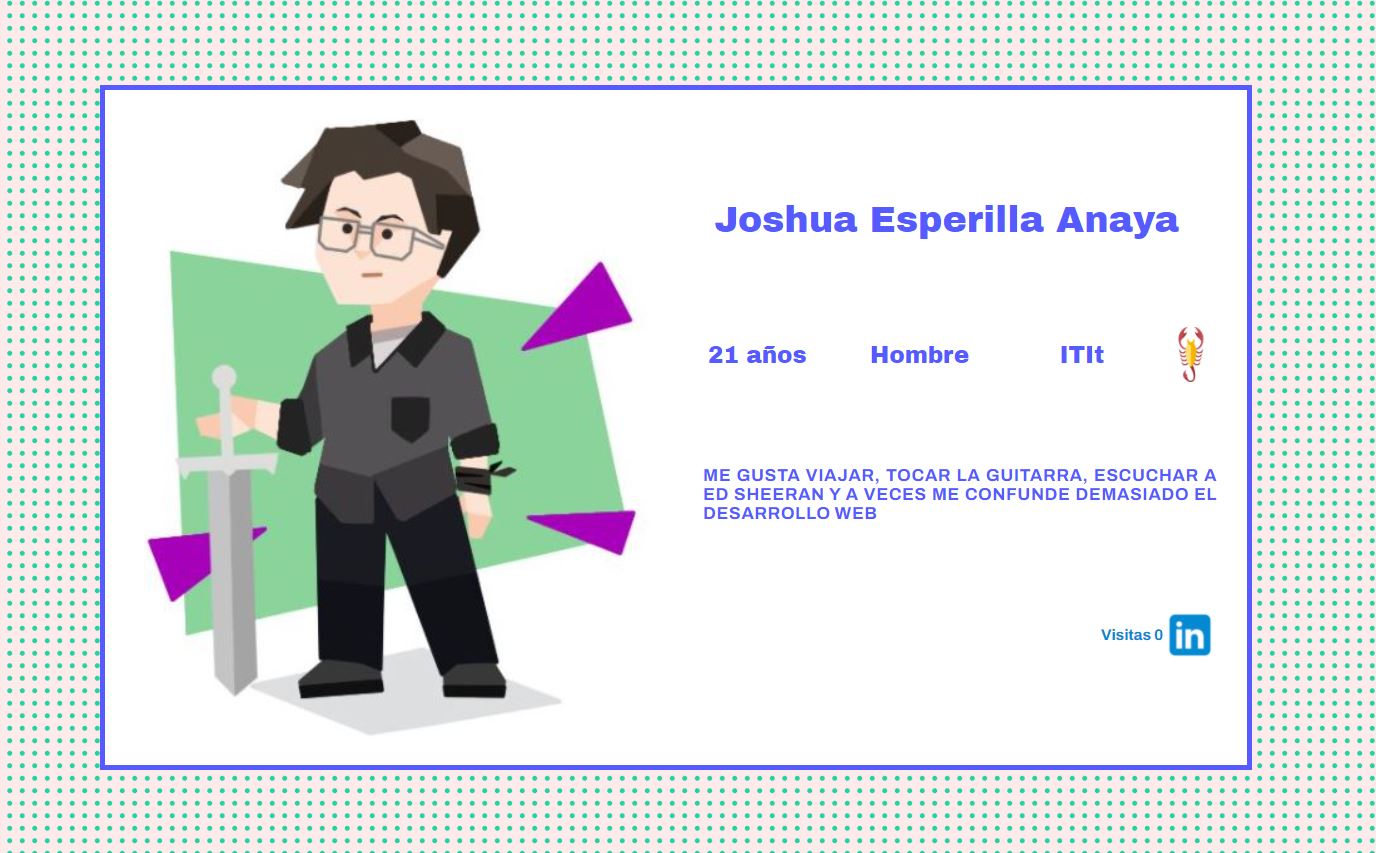 Joshua Esperilla Anaya
21 años Hombre ITIt
ME GUSTA VIAJAR, TOCAR LA GUITARRA, ESCUCHAR A
ED SHEERAN Y A VECES ME CONFUNDE DEMASIADO EL
DESARROLLO WEB
Visitas 0 in